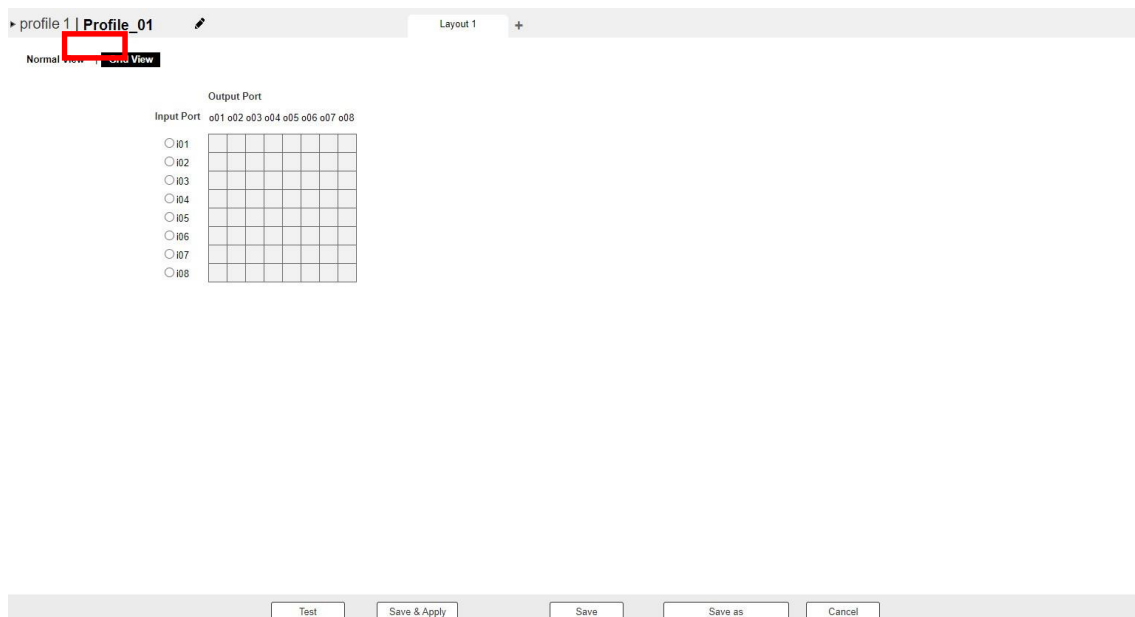 profile 1 | Profile_01
Layout 1 +
Normal View | Grid View
Output Port
Input Port o01 o02 o03 o04 o05 o06 o07 o08
i01
i02
i03
i04
i05
i06
i07
i08
Test Save & Apply Save Save as Cancel